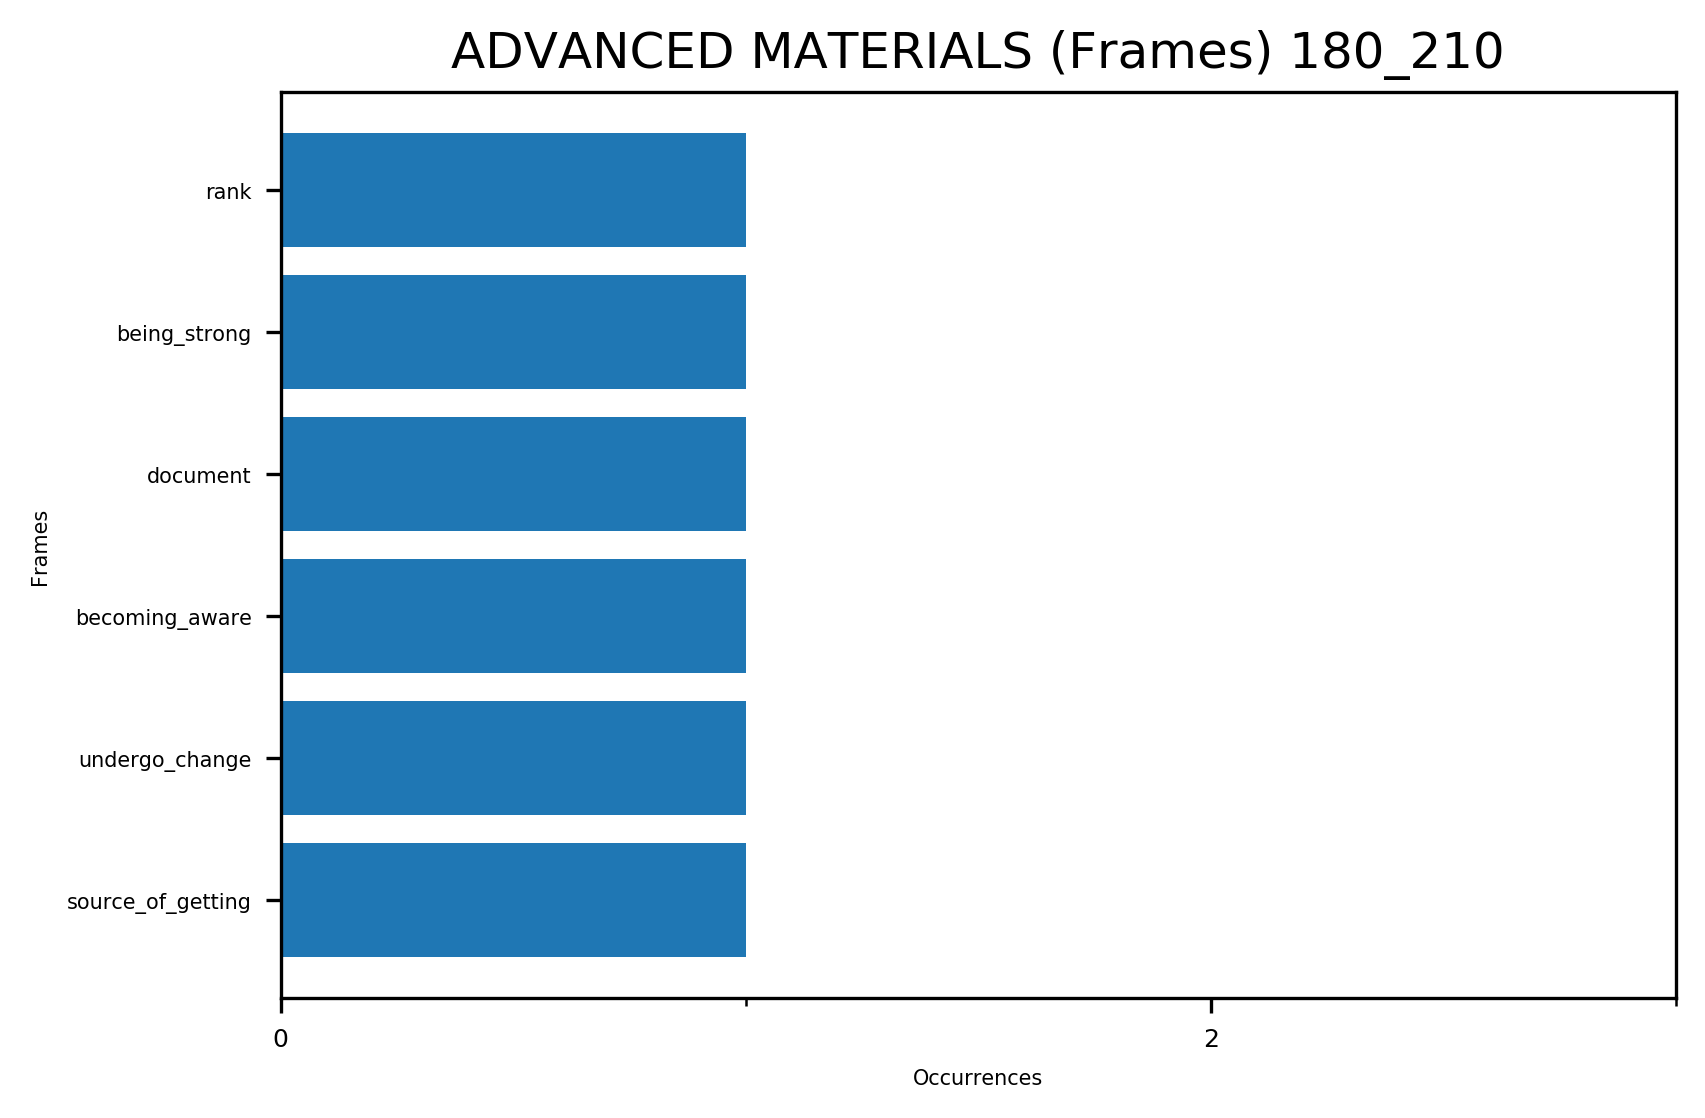 ADVANCED MATERIALS (Frames) 180_210
rank
being_strong
document
becoming_aware
undergo_change
source_of_getting
Frames
0 2
Occurrences